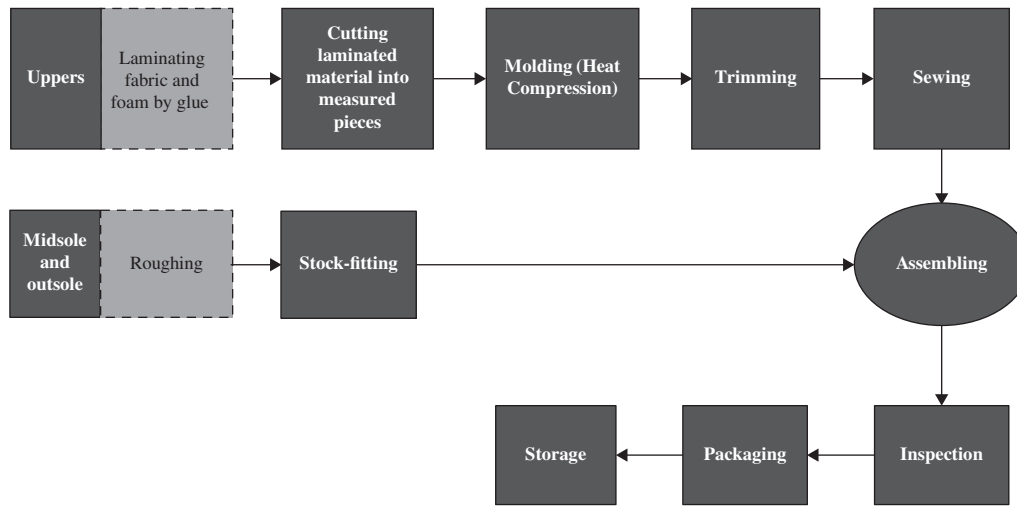 Uppers
Laminating
fabric and
foam by glue
Cutting
laminated
material into
measured
pieces
Molding (Heat
Compression)
Trimming
Sewing
Midsole
and
outsole
Roughing
Stock-fitting
Assembling
Storage
Packaging
Inspection